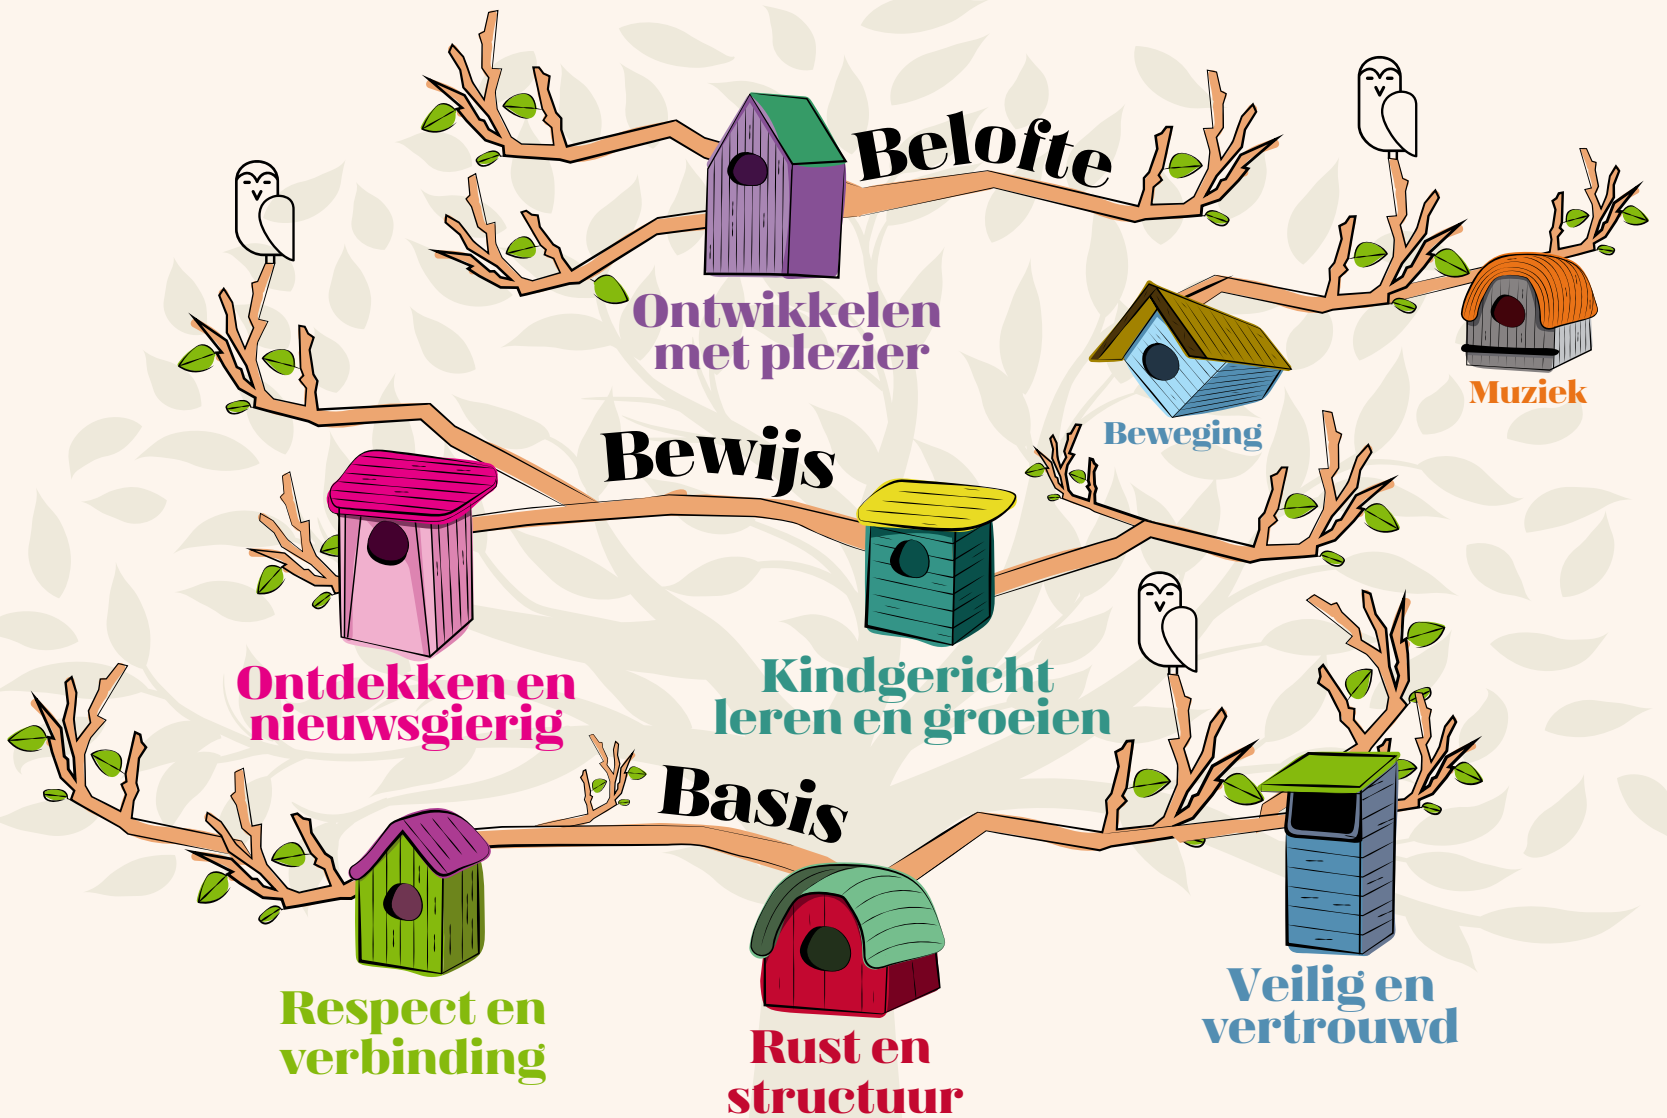 Belofte
Ontwikkelen
met plezier
Muziek
Beweging
Bewijs
Ontdekken en
nieuwsgierig
Kindgericht
leren en groeien
Basis
Respect en
verbinding
Rust en
structuur
Veilig en
vertrouwd